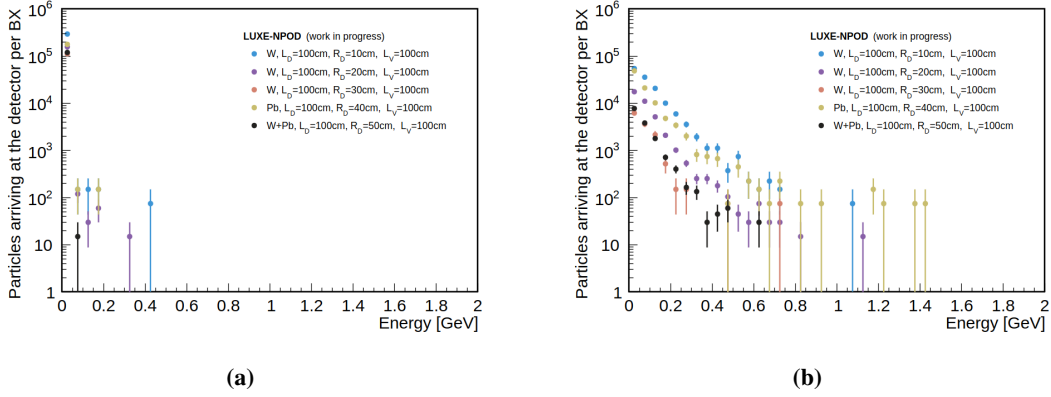 Particles arriving at the detector per BX
10⁶
10⁵
10⁴
10³
10²
10
1
LUXE-NPOD (work in progress)
W, L_D=100cm, R_D=10cm, L_V=100cm
W, L_D=100cm, R_D=20cm, L_V=100cm
W, L_D=100cm, R_D=30cm, L_V=100cm
Pb, L_D=100cm, R_D=40cm, L_V=100cm
W+Pb, L_D=100cm, R_D=50cm, L_V=100cm
0 0.2 0.4 0.6 0.8 1 1.2 1.4 1.6 1.8 2
Energy [GeV]
(a)
Particles arriving at the detector per BX
10⁶
10⁵
10⁴
10³
10²
10
1
LUXE-NPOD (work in progress)
W, L_D=100cm, R_D=10cm, L_V=100cm
W, L_D=100cm, R_D=20cm, L_V=100cm
W, L_D=100cm, R_D=30cm, L_V=100cm
Pb, L_D=100cm, R_D=40cm, L_V=100cm
W+Pb, L_D=100cm, R_D=50cm, L_V=100cm
0 0.2 0.4 0.6 0.8 1 1.2 1.4 1.6 1.8 2
Energy [GeV]
(b)